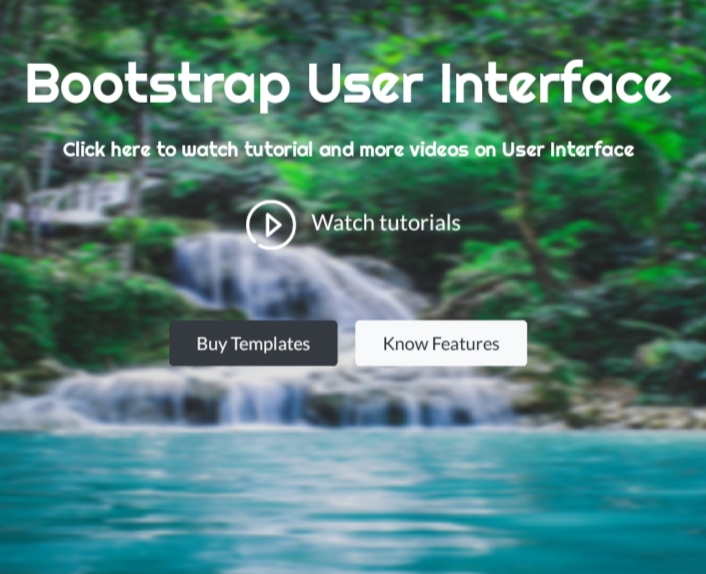 Bootstrap User Interface
Click here to watch tutorial and more videos on User Interface
Watch tutorials
Buy Templates
Know Features